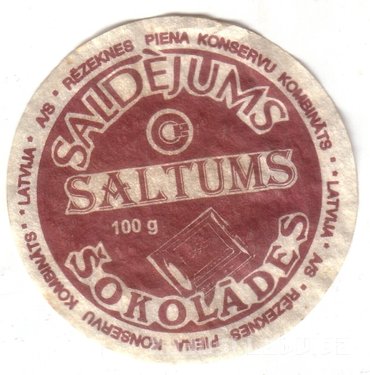 A/S • RĒZEKNES PIENA KONSERVU KOMBINĀTS • LATVIJA •
A/S • RĒZEKNES PIENA KONSERVU KOMBINĀTS • LATVIJA •
SALDĒJUMS
SALTUMS
100 g
ŠOKOLĀDES